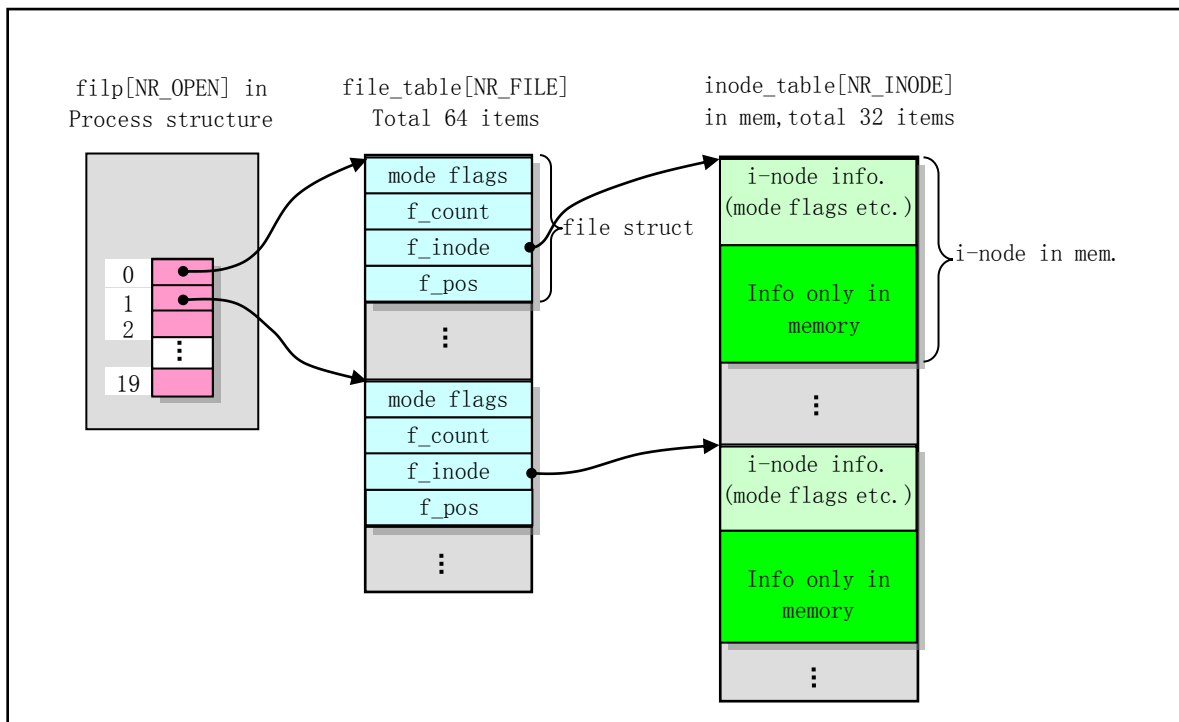 filp[NR_OPEN] in
Process structure
0
1
2
⋮
19
file_table[NR_FILE]
Total 64 items
mode flags
f_count
f_inode
f_pos
file struct
⋮
mode flags
f_count
f_inode
f_pos
⋮
inode_table[NR_INODE]
in mem,total 32 items
i-node info.
(mode flags etc.)
Info only in
memory
i-node in mem.
⋮
i-node info.
(mode flags etc.)
Info only in
memory
⋮